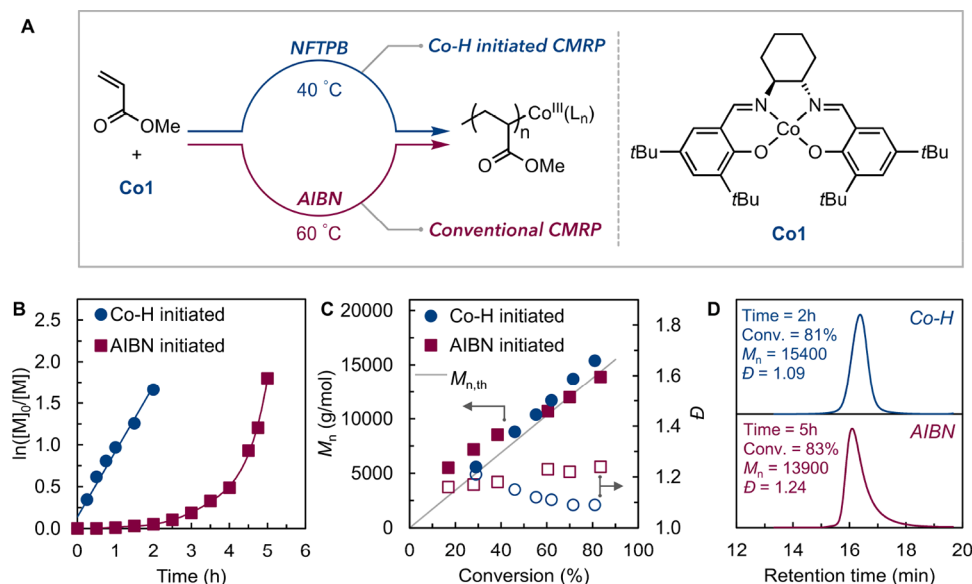 A
NFTPB
40 °C
Co-H initiated CMRP
OMe
O
+
Co1
AIBN
60 °C
Conventional CMRP
Co^III(L_n)
n
O
OMe
N
N
Co
O
O
tBu
tBu
tBu
tBu
Co1
B
Co-H initiated
AIBN initiated
ln([M]₀/[M])
2.5
2.0
1.5
1.0
0.5
0.0
0 1 2 3 4 5 6
Time (h)
C
Co-H initiated
AIBN initiated
M_n,th
M_n (g/mol)
20000
15000
10000
5000
0
0 20 40 60 80 100
Conversion (%)
1.8
1.6
1.4
1.2
1.0
Đ
D
Time = 2h
Conv. = 81%
M_n = 15400
Đ = 1.09
Co-H
Time = 5h
Conv. = 83%
M_n = 13900
Đ = 1.24
AIBN
12 14 16 18 20
Retention time (min)